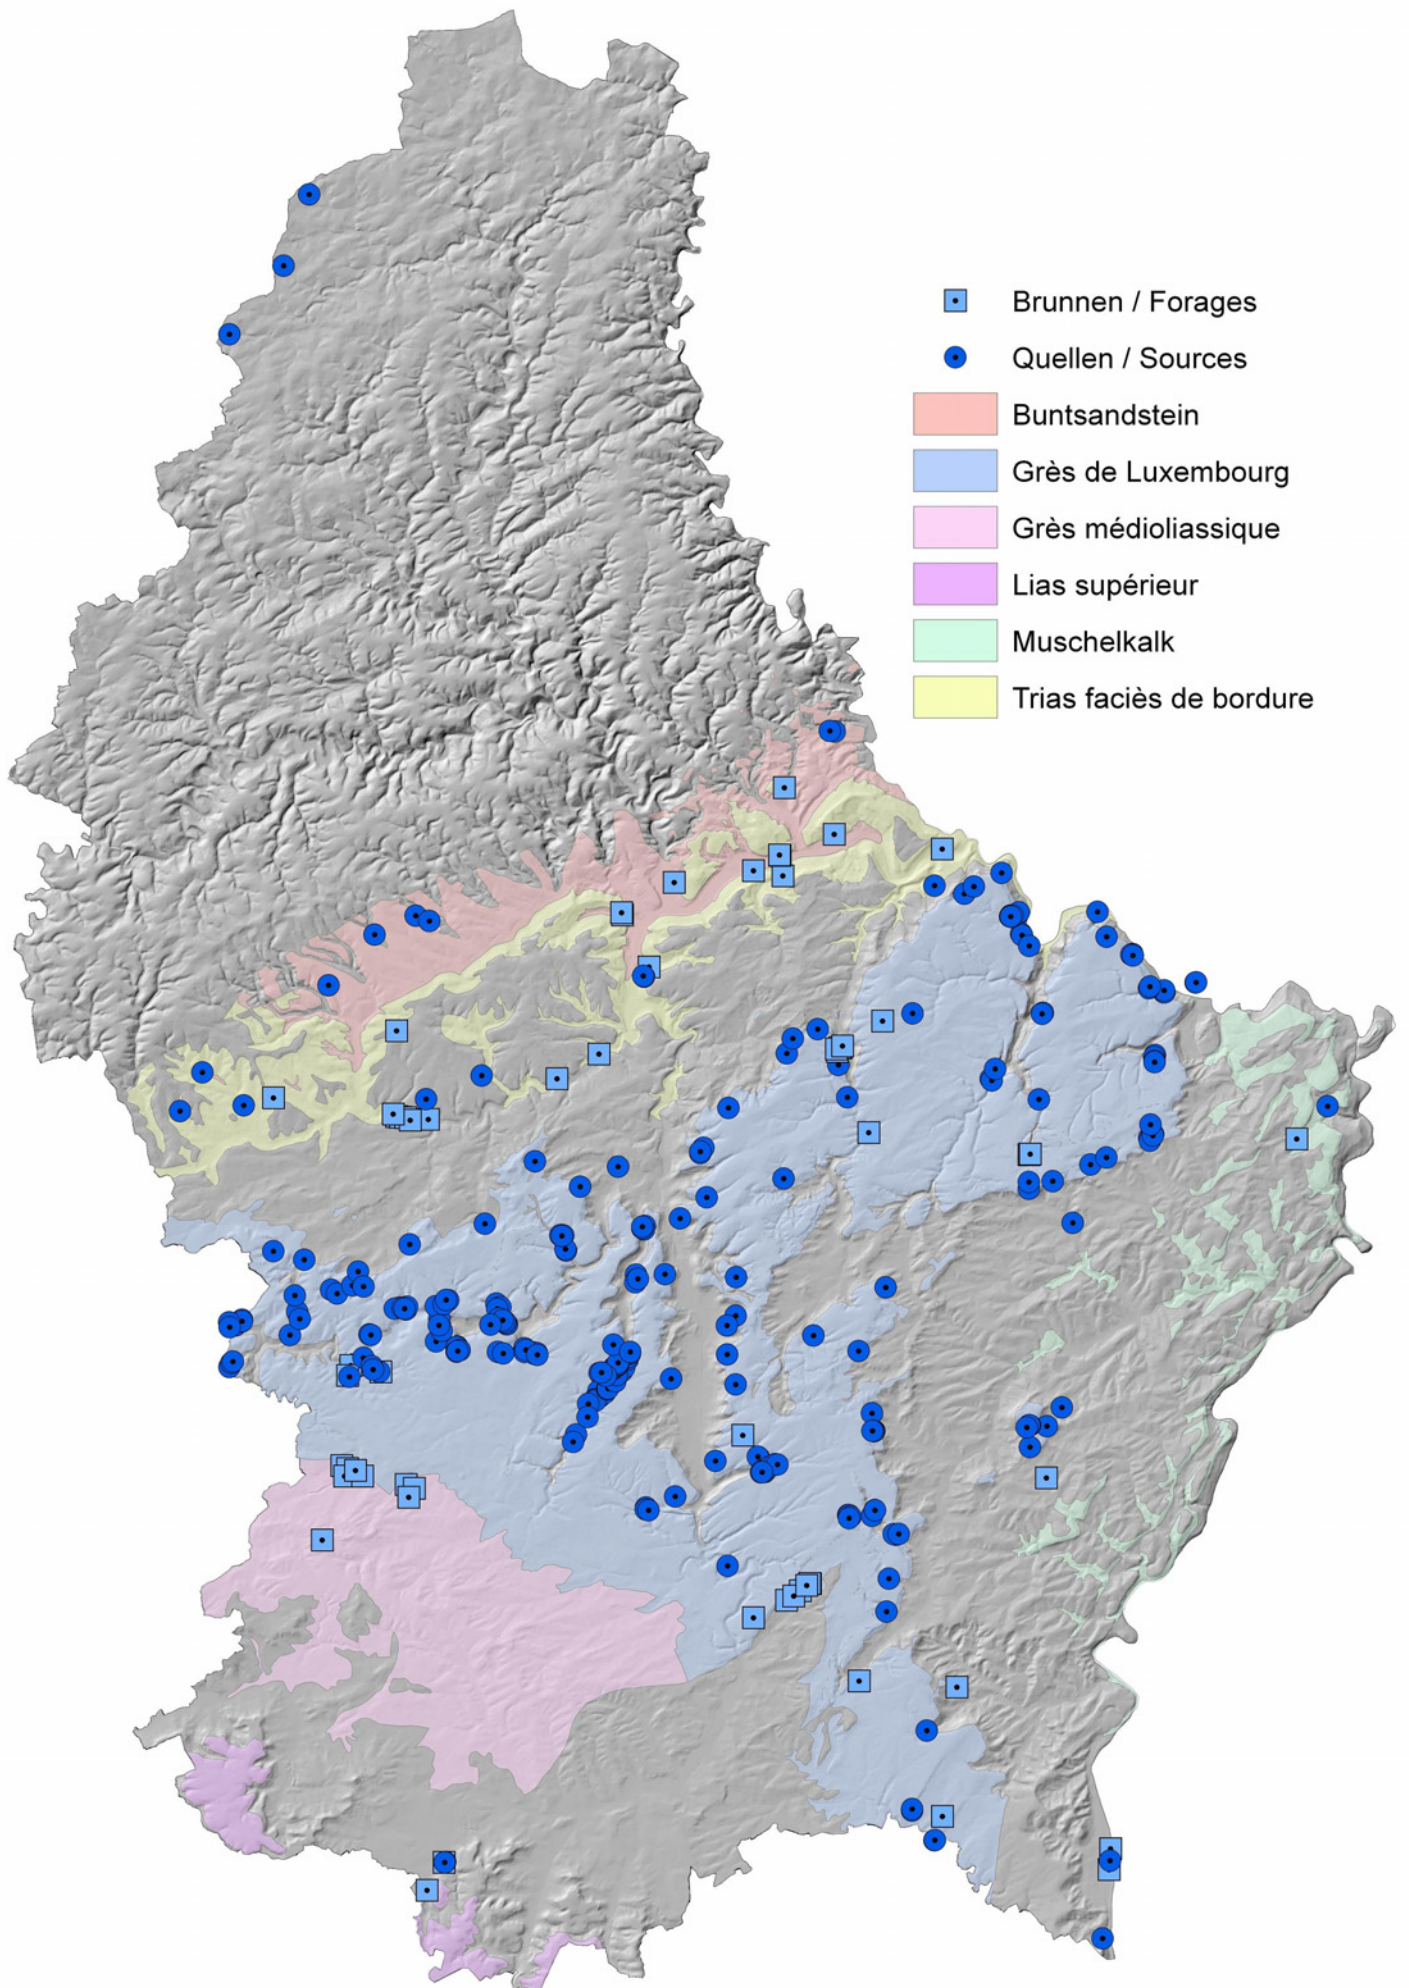 Brunnen / Forages
Quellen / Sources
Buntsandstein
Grès de Luxembourg
Grès médioliassique
Lias supérieur
Muschelkalk
Trias faciès de bordure